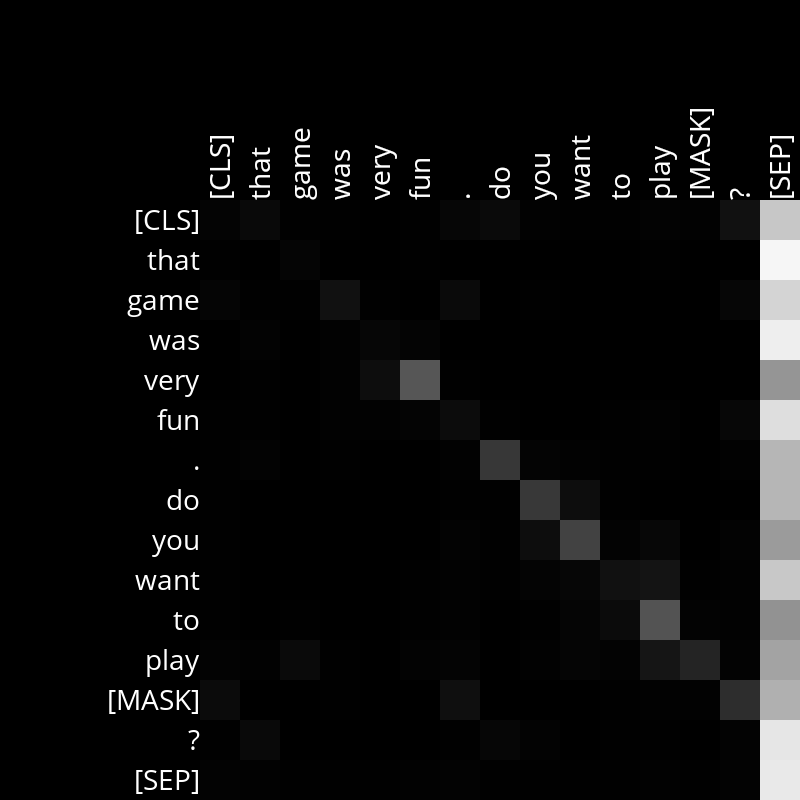 [CLS] that game was very fun . do you want to play [MASK] ? [SEP]
[CLS]
that
game
was
very
fun
.
do
you
want
to
play
[MASK]
?
[SEP]